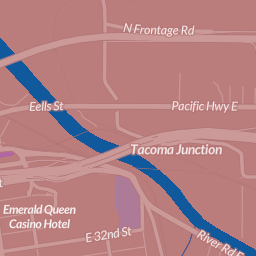 N Frontage Rd
Eells St
Pacific Hwy E
Tacoma Junction
Emerald Queen
Casino Hotel
E 32nd St
River Rd E